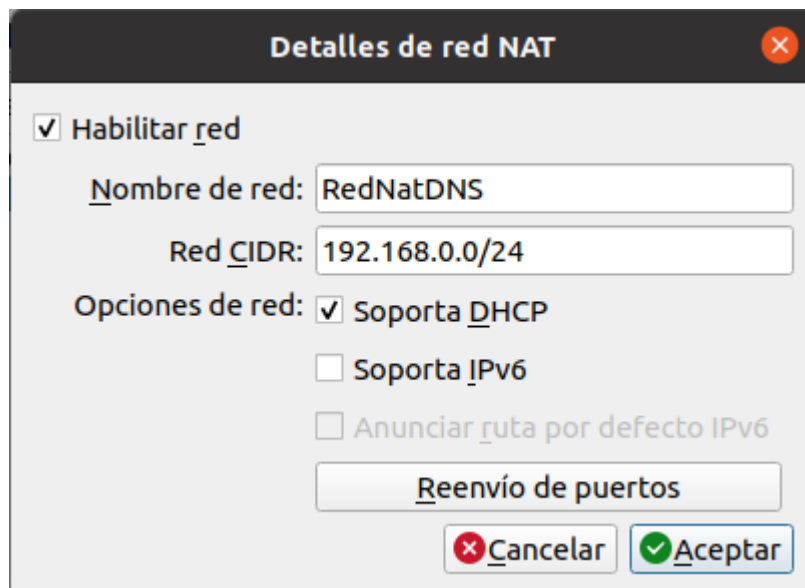 Detalles de red NAT
Habilitar red
Nombre de red: RedNatDNS
Red CIDR: 192.168.0.0/24
Opciones de red: Soporta DHCP
Soporta IPv6
Anunciar ruta por defecto IPv6
Reenvío de puertos
Cancelar Aceptar